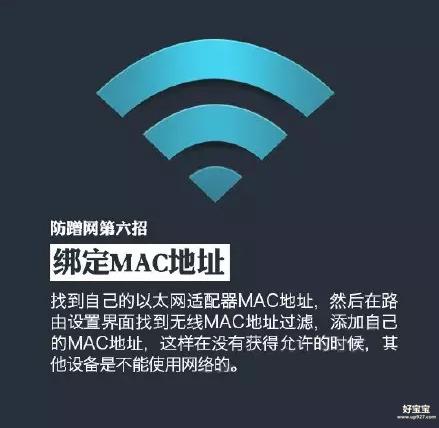 防蹭网第六招
绑定MAC地址
找到自己的以太网适配器MAC地址，然后在路
由设置界面找到无线MAC地址过滤，添加自己
的MAC地址，这样在没有获得允许的时候，其
他设备是不能使用网络的。
好宝宝
www.ug927.com